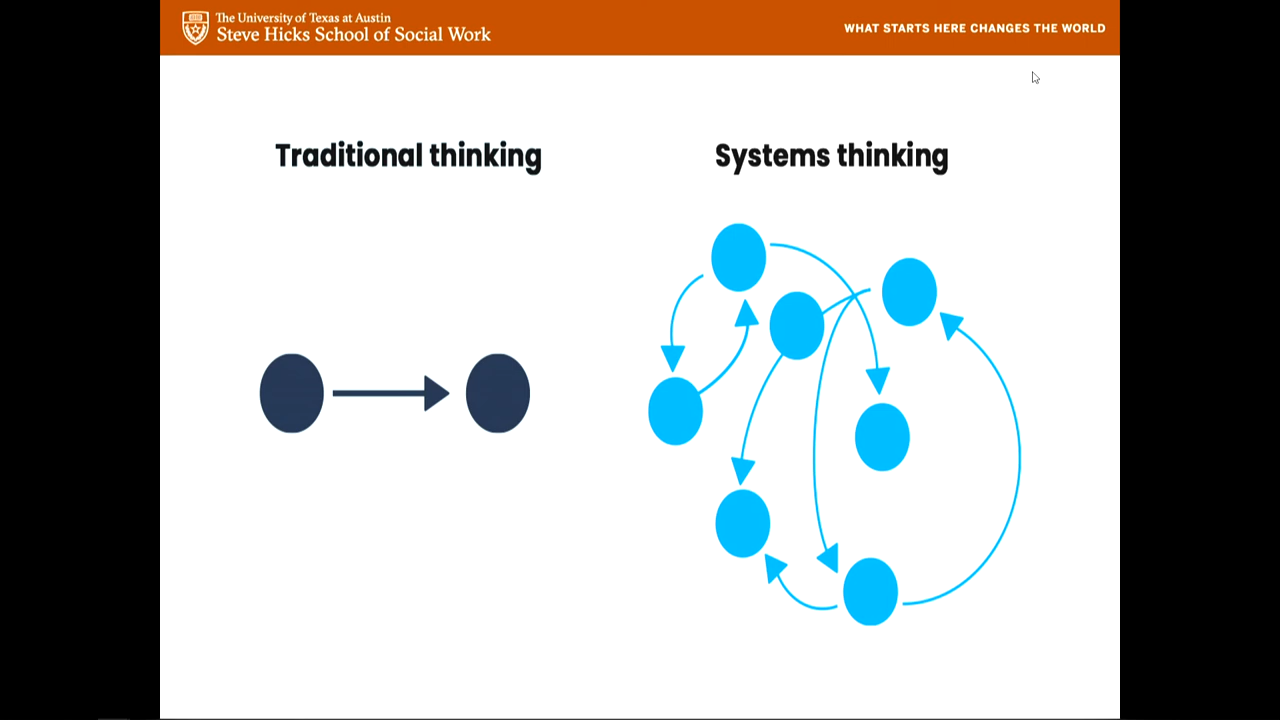 The University of Texas at Austin
Steve Hicks School of Social Work
WHAT STARTS HERE CHANGES THE WORLD
Traditional thinking
Systems thinking